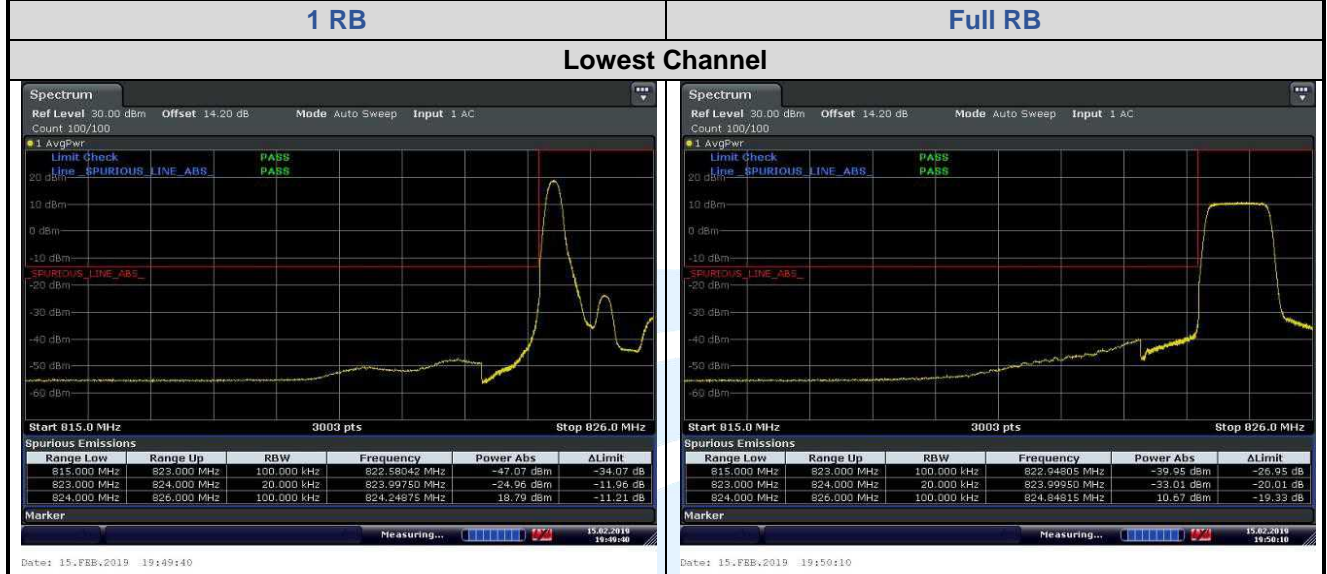 1 RB
Full RB
Lowest Channel
Spectrum
Ref Level 30.00 dBm Offset 14.20 dB Mode Auto Sweep Input 1 AC
Count 100/100
1 AvgPwr
Limit Check PASS
Line _SPURIOUS_LINE_ABS_ PASS
20 dBm
10 dBm
0 dBm
-10 dBm
_SPURIOUS_LINE_ABS_
-20 dBm
-30 dBm
-40 dBm
-50 dBm
-60 dBm
Start 815.0 MHz 3003 pts Stop 826.0 MHz
Spurious Emissions
Range Low Range Up RBW Frequency Power Abs ΔLimit
815.000 MHz 823.000 MHz 100.000 kHz 822.58042 MHz -47.07 dBm -34.07 dB
823.000 MHz 824.000 MHz 20.000 kHz 823.99750 MHz -24.96 dBm -11.96 dB
824.000 MHz 826.000 MHz 100.000 kHz 824.24875 MHz 18.79 dBm -11.21 dB
Marker
Measuring... 15.02.2019
19:49:40
Date: 15.FEB.2019 19:49:40
Spectrum
Ref Level 30.00 dBm Offset 14.20 dB Mode Auto Sweep Input 1 AC
Count 100/100
1 AvgPwr
Limit Check PASS
Line _SPURIOUS_LINE_ABS_ PASS
20 dBm
10 dBm
0 dBm
-10 dBm
_SPURIOUS_LINE_ABS_
-20 dBm
-30 dBm
-40 dBm
-50 dBm
-60 dBm
Start 815.0 MHz 3003 pts Stop 826.0 MHz
Spurious Emissions
Range Low Range Up RBW Frequency Power Abs ΔLimit
815.000 MHz 823.000 MHz 100.000 kHz 822.94805 MHz -39.95 dBm -26.95 dB
823.000 MHz 824.000 MHz 20.000 kHz 823.99950 MHz -33.01 dBm -20.01 dB
824.000 MHz 826.000 MHz 100.000 kHz 824.84815 MHz 10.67 dBm -19.33 dB
Marker
Measuring... 15.02.2019
19:50:10
Date: 15.FEB.2019 19:50:10